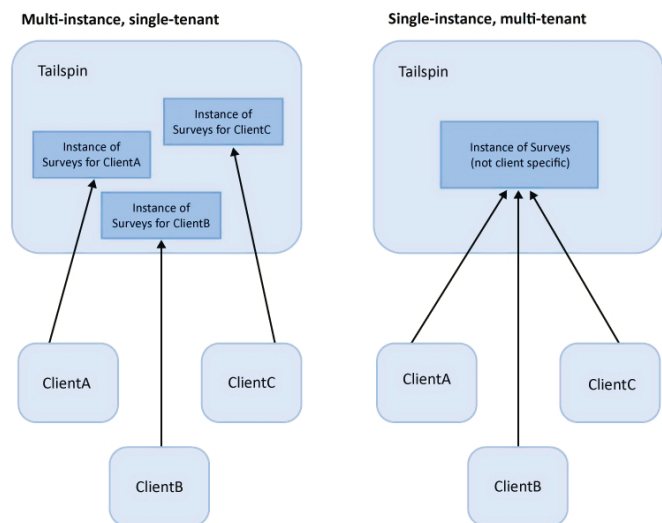 Multi-instance, single-tenant
Tailspin
Instance of
Surveys for ClientC
Instance of
Surveys for ClientA
Instance of
Surveys for ClientB
ClientA
ClientC
ClientB
Single-instance, multi-tenant
Tailspin
Instance of Surveys
(not client specific)
ClientA
ClientC
ClientB